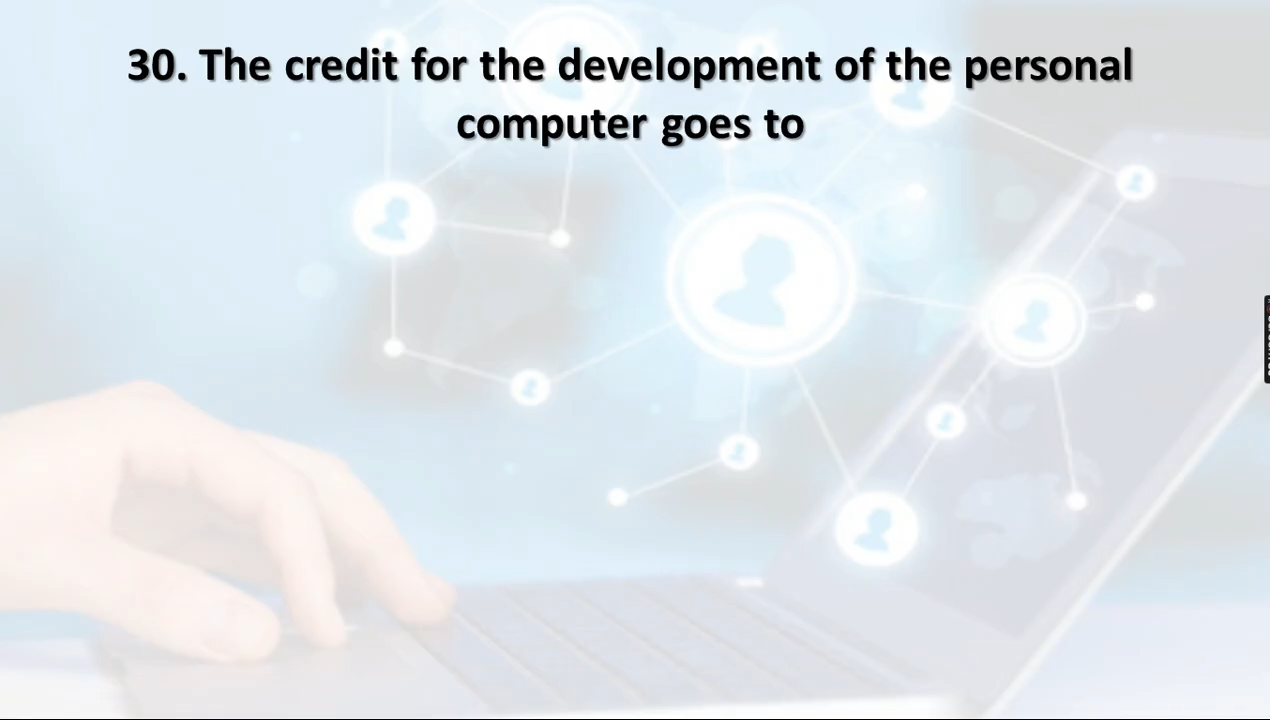 30. The credit for the development of the personal
computer goes to